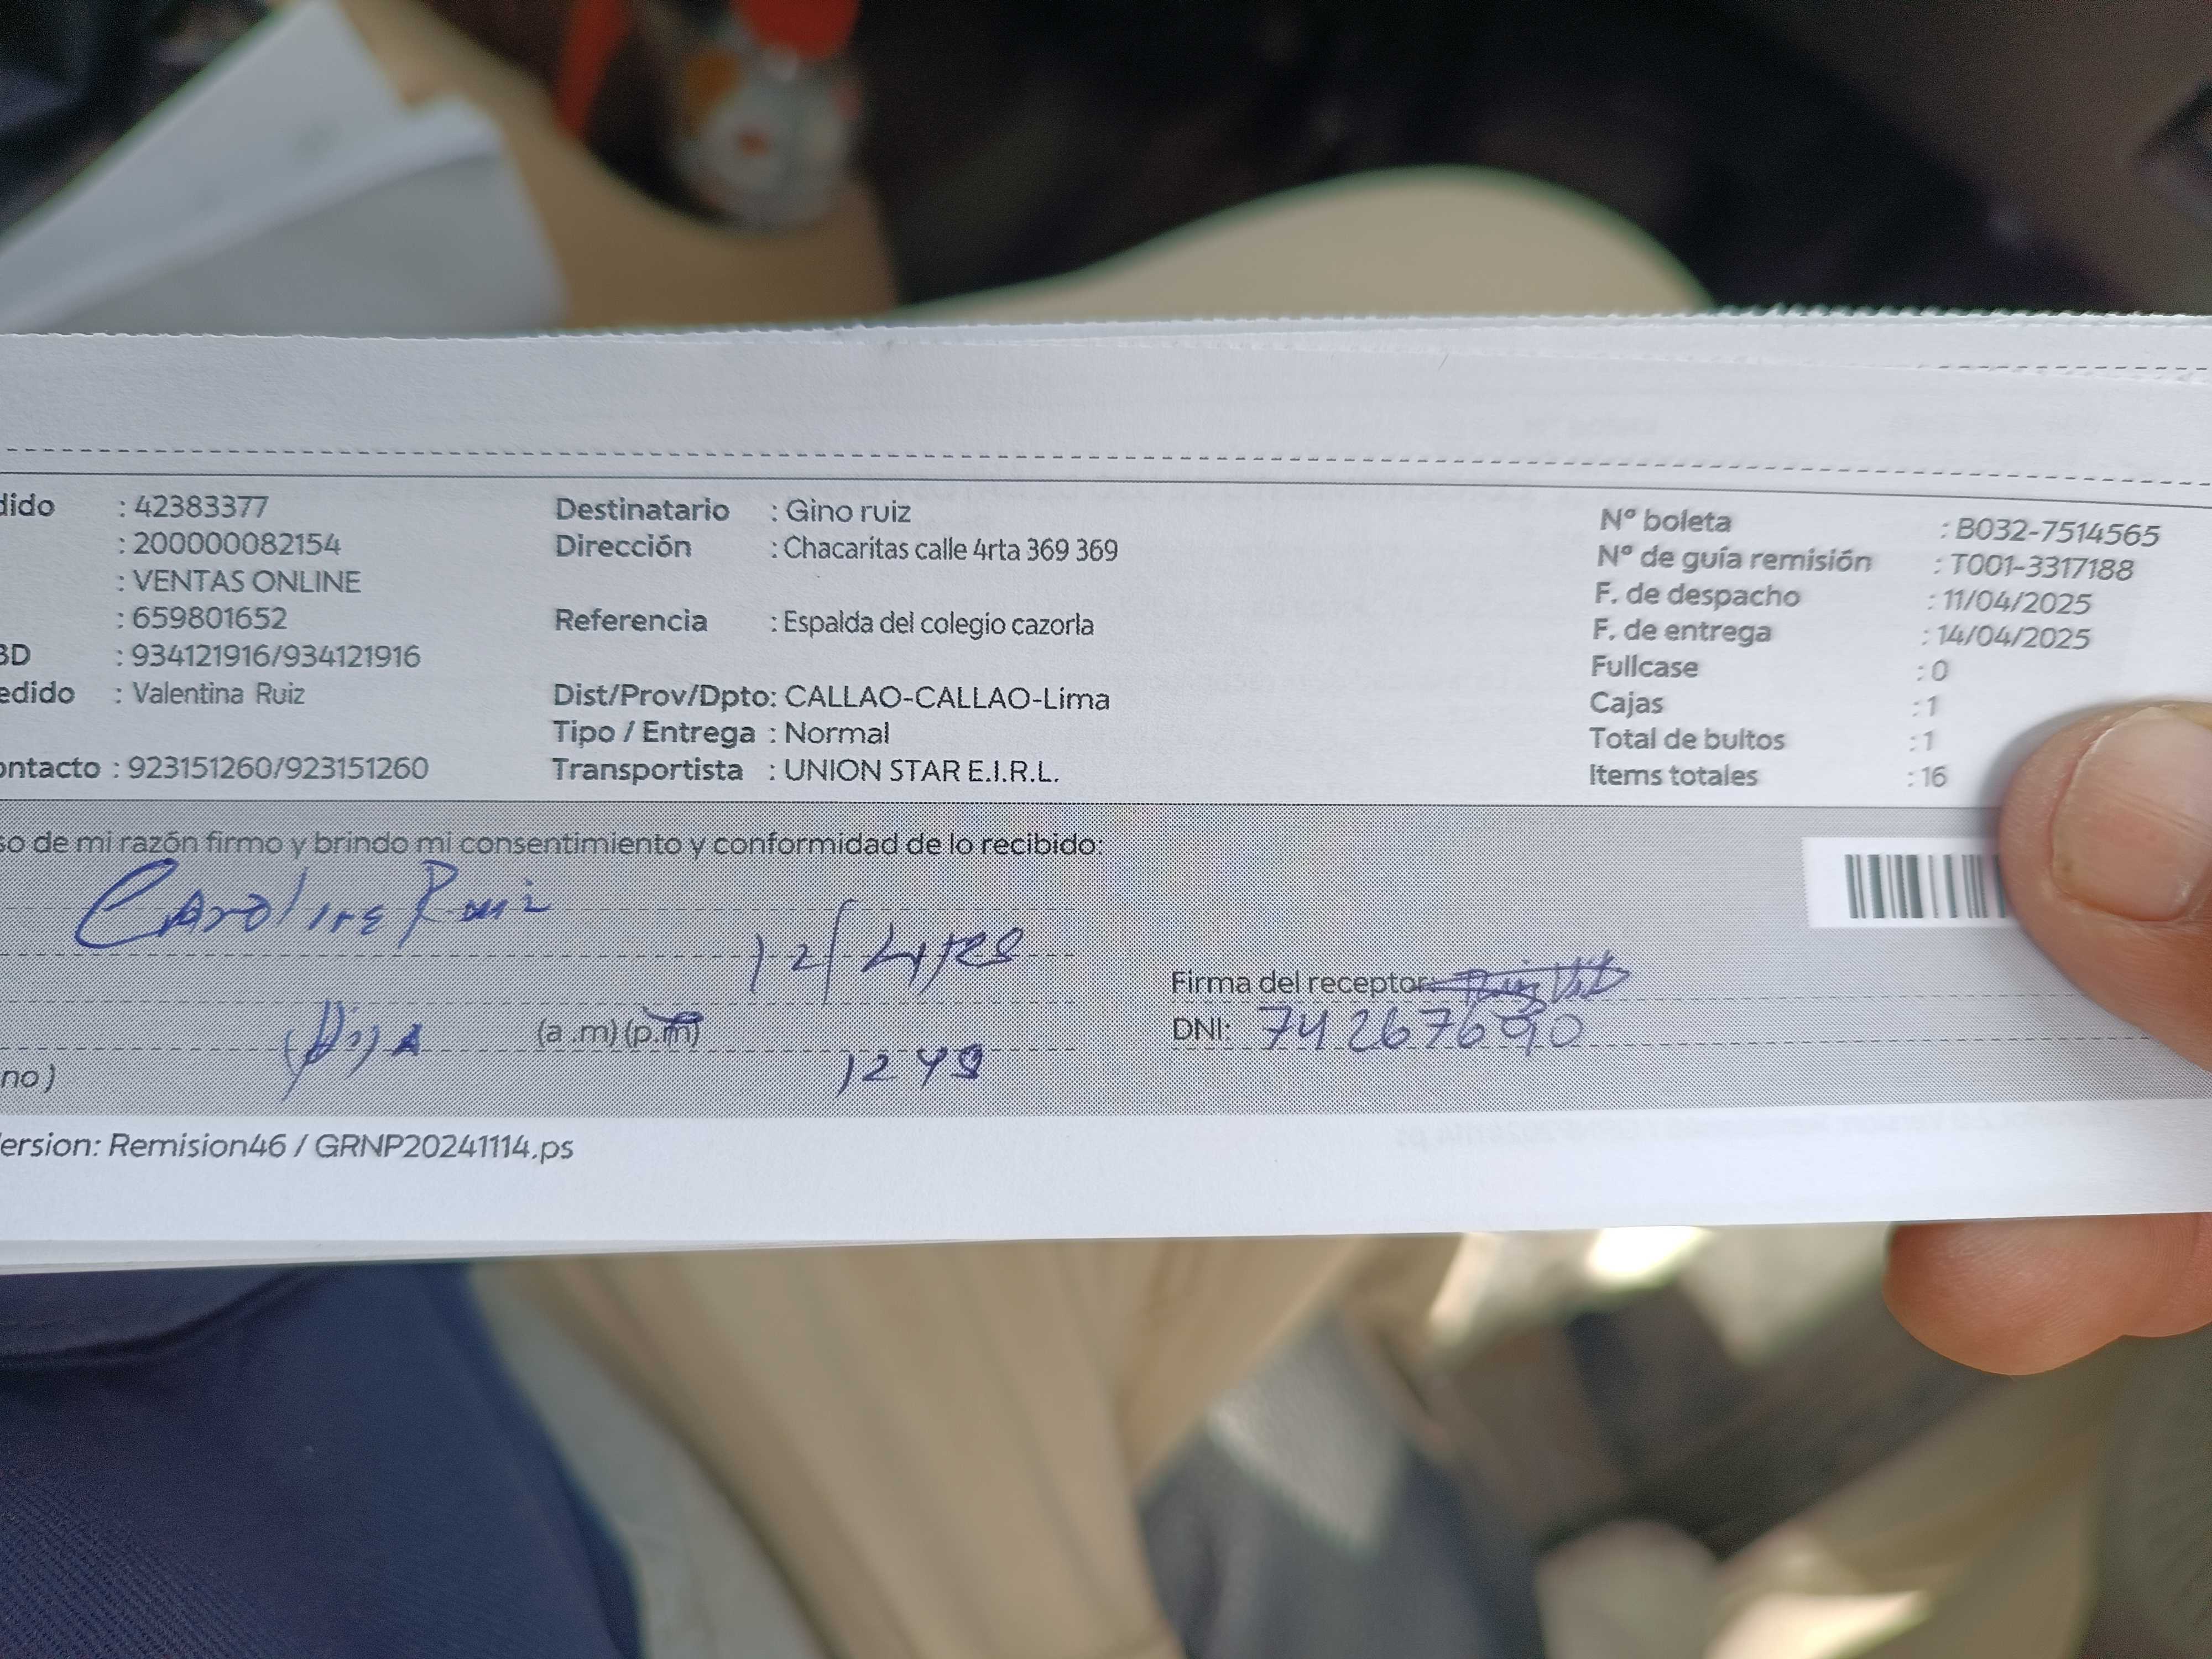 dido : 42383377
: 200000082154
: VENTAS ONLINE
: 659801652
BD : 934121916/934121916
edido : Valentina Ruiz
ontacto : 923151260/923151260
Destinatario : Gino ruiz
Dirección : Chacaritas calle 4rta 369 369
Referencia : Espalda del colegio cazorla
Dist/Prov/Dpto: CALLAO-CALLAO-Lima
Tipo / Entrega : Normal
Transportista : UNION STAR E.I.R.L.
Nº boleta : B032-7514565
Nº de guía remisión : T001-3317188
F. de despacho : 11/04/2025
F. de entrega : 14/04/2025
Fullcase : 0
Cajas : 1
Total de bultos : 1
Items totales : 16
so de mi razón firmo y brindo mi consentimiento y conformidad de lo recibido:
Caroline Ruiz
12/4/25
Firma del receptor:
(Hija (a .m) (p.m)
DNI: 74267690
1249
no )
ersion: Remision46 / GRNP20241114.ps